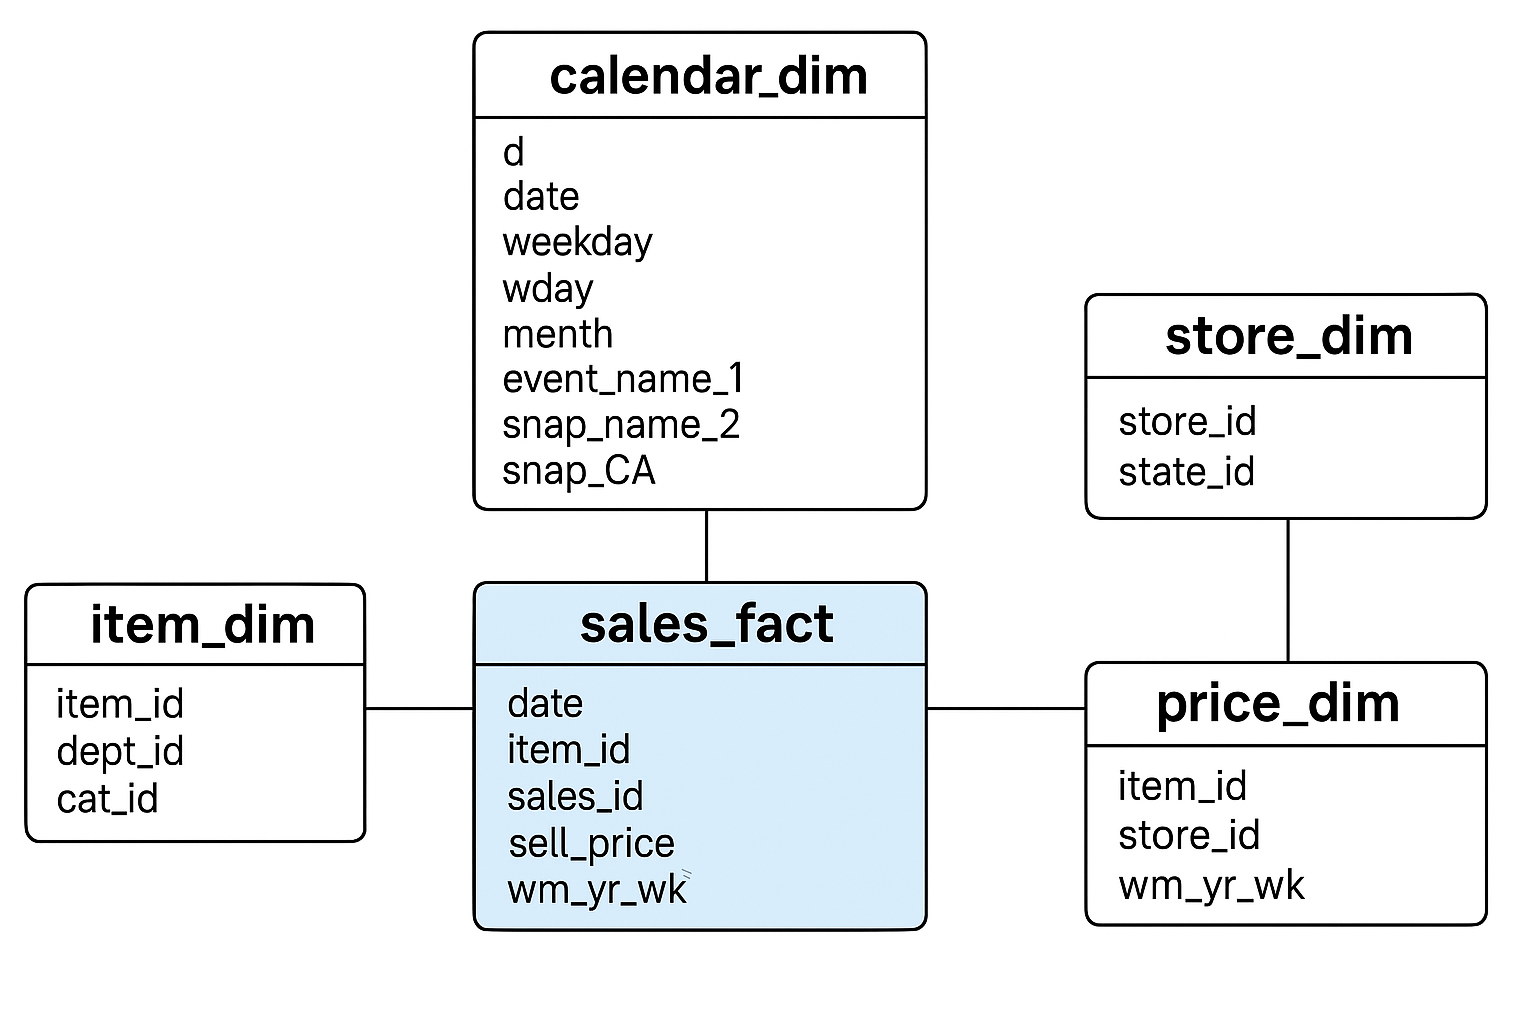 calendar_dim
d
date
weekday
wday
menth
event_name_1
snap_name_2
snap_CA
store_dim
store_id
state_id
item_dim
item_id
dept_id
cat_id
sales_fact
date
item_id
sales_id
sell_price
wm_yr_wk
price_dim
item_id
store_id
wm_yr_wk